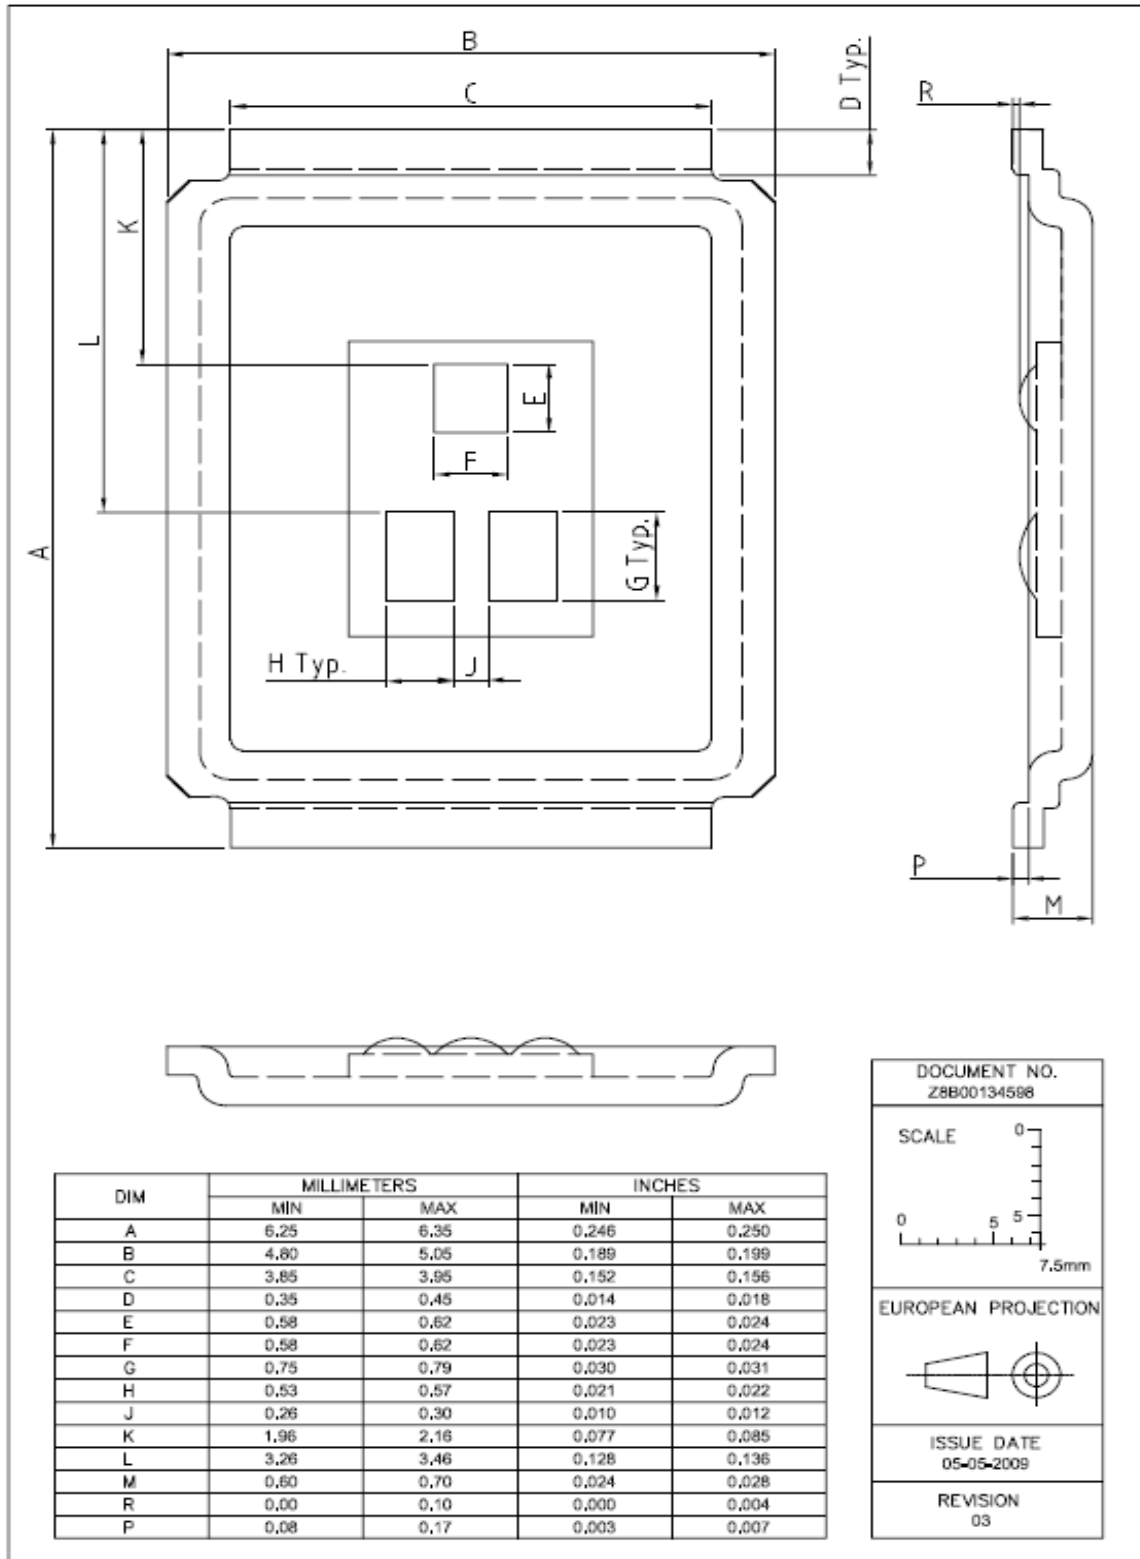 B
C
D Typ.
R
K
L
A
E
F
G Typ.
H Typ.
J
P
M
DOCUMENT NO.
Z8B00134598
SCALE
0
0
5
5
7.5mm
EUROPEAN PROJECTION
ISSUE DATE
05-05-2009
REVISION
03
DIM MILLIMETERS INCHES
MIN MAX MIN MAX
A 6.25 6.35 0.246 0.250
B 4.80 5.05 0.189 0.199
C 3.85 3.95 0.152 0.156
D 0.35 0.45 0.014 0.018
E 0.58 0.62 0.023 0.024
F 0.58 0.62 0.023 0.024
G 0.75 0.79 0.030 0.031
H 0.53 0.57 0.021 0.022
J 0.26 0.30 0.010 0.012
K 1.96 2.16 0.077 0.085
L 3.26 3.46 0.128 0.136
M 0.60 0.70 0.024 0.028
R 0.00 0.10 0.000 0.004
P 0.08 0.17 0.003 0.007